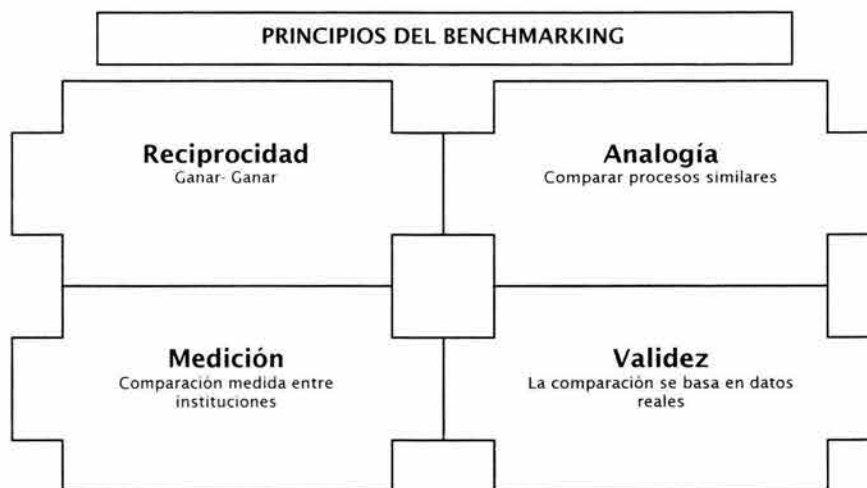 PRINCIPIOS DEL BENCHMARKING
Reciprocidad
Ganar- Ganar
Analogía
Comparar procesos similares
Medición
Comparación medida entre
instituciones
Validez
La comparación se basa en datos
reales